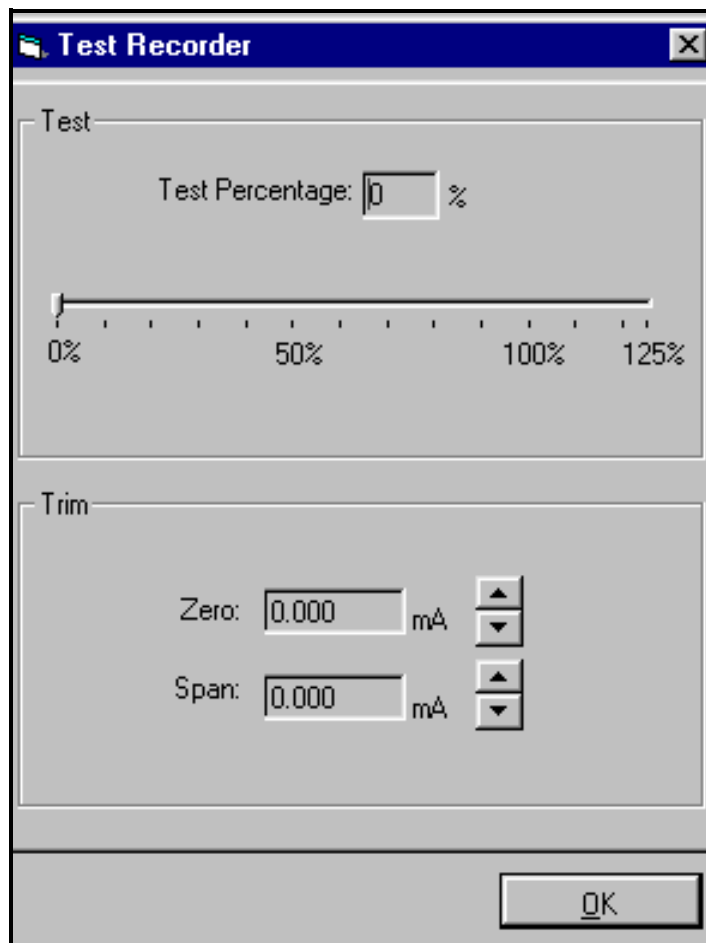 Test Recorder
Test
Test Percentage: 0 %
0% 50% 100% 125%
Trim
Zero: 0.000 mA
Span: 0.000 mA
OK